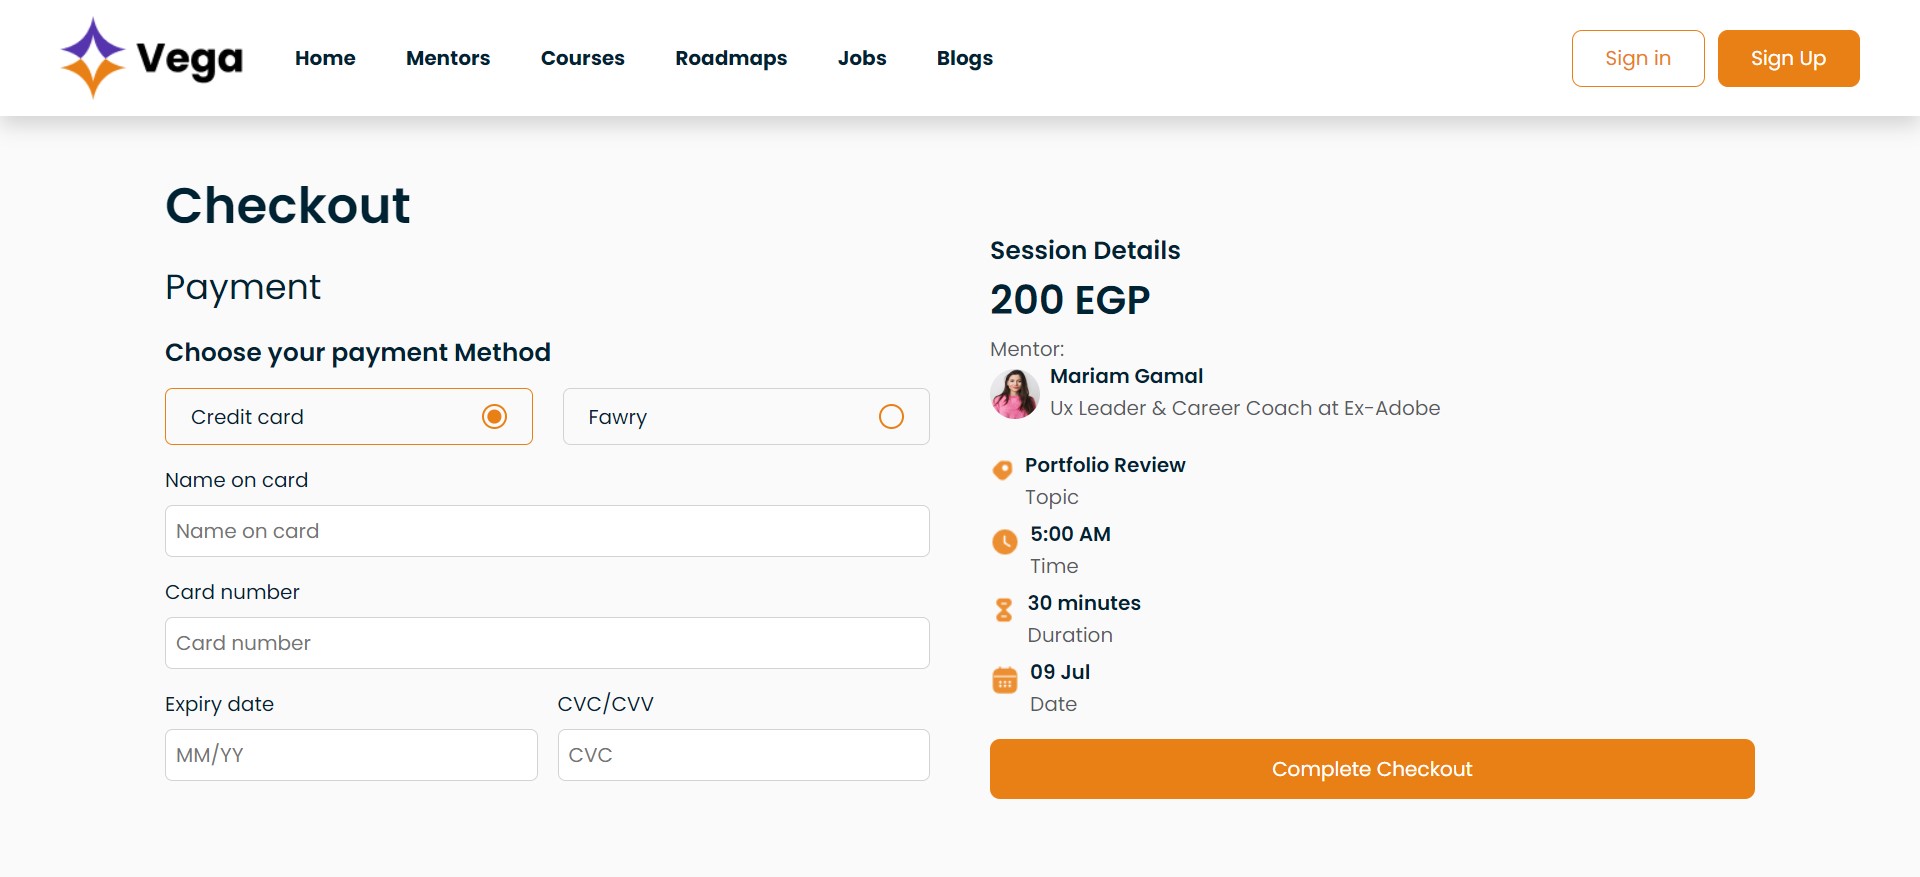 Vega
Home Mentors Courses Roadmaps Jobs Blogs
Sign in Sign Up
Checkout
Payment
Choose your payment Method
Credit card Fawry
Name on card
Name on card
Card number
Card number
Expiry date CVC/CVV
MM/YY CVC
Session Details
200 EGP
Mentor:
Mariam Gamal
Ux Leader & Career Coach at Ex-Adobe
Portfolio Review
Topic
5:00 AM
Time
30 minutes
Duration
09 Jul
Date
Complete Checkout